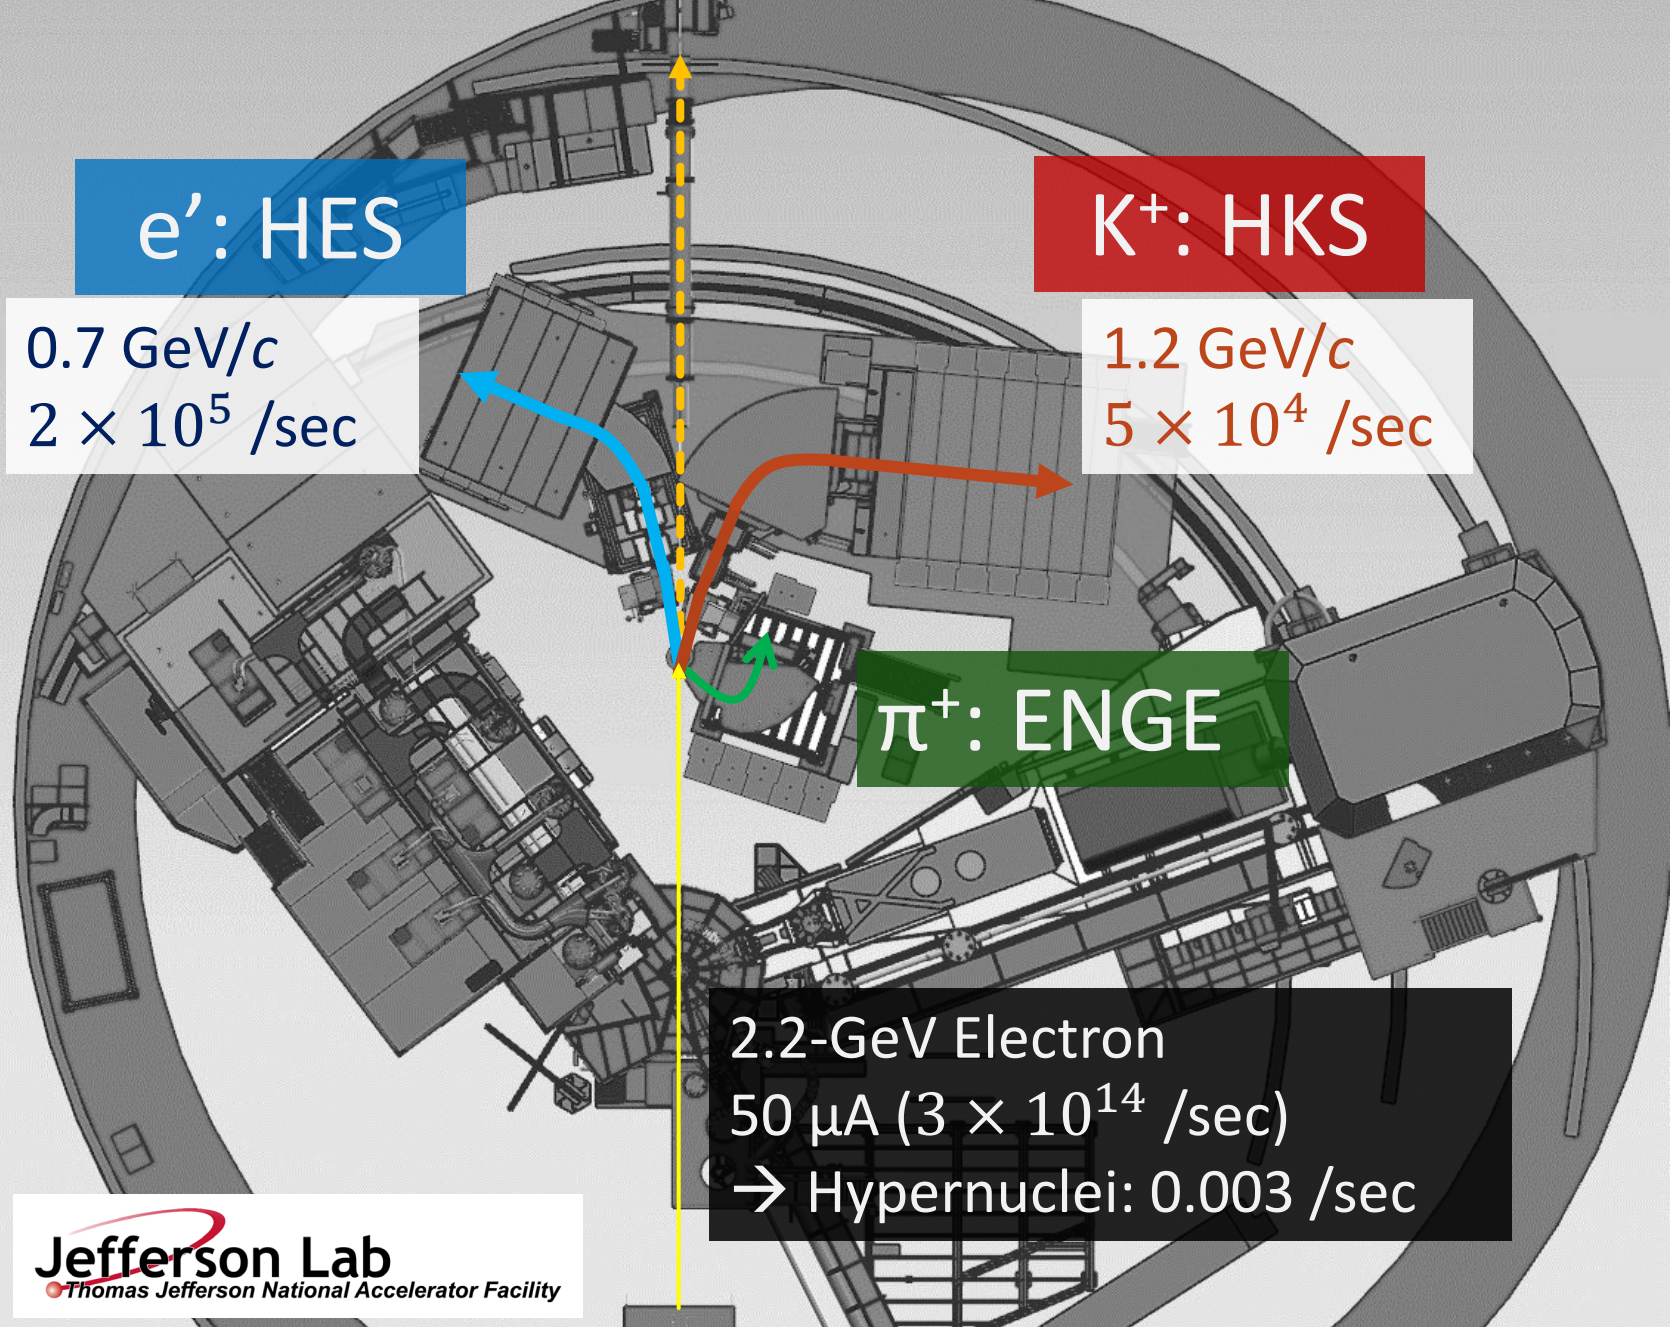 e’: HES
0.7 GeV/c
2 × 10⁵ /sec
K⁺: HKS
1.2 GeV/c
5 × 10⁴ /sec
π⁺: ENGE
2.2-GeV Electron
50 μA (3 × 10¹⁴ /sec)
→ Hypernuclei: 0.003 /sec
Jefferson Lab
Thomas Jefferson National Accelerator Facility